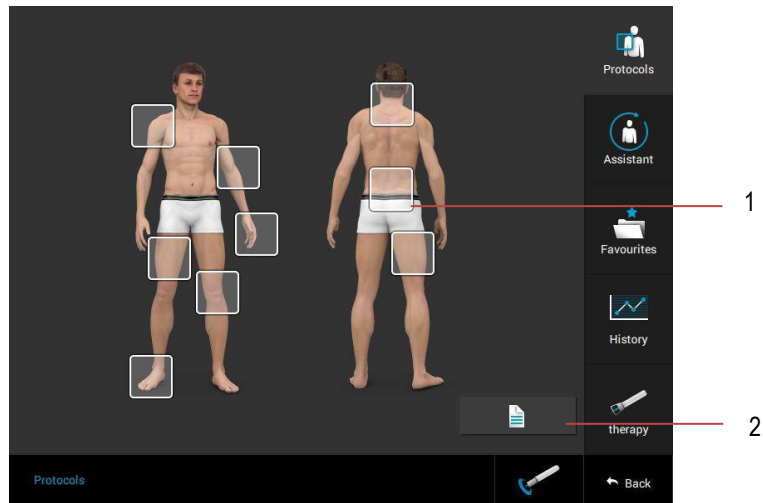 Protocols
Assistant
1
Favourites
History
2
therapy
Protocols
Back